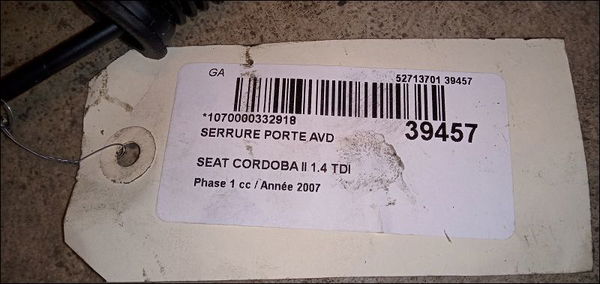 GA
52713701 39457
*1070000332918
SERRURE PORTE AVD
39457
SEAT CORDOBA II 1.4 TDI
Phase 1 cc / Année 2007